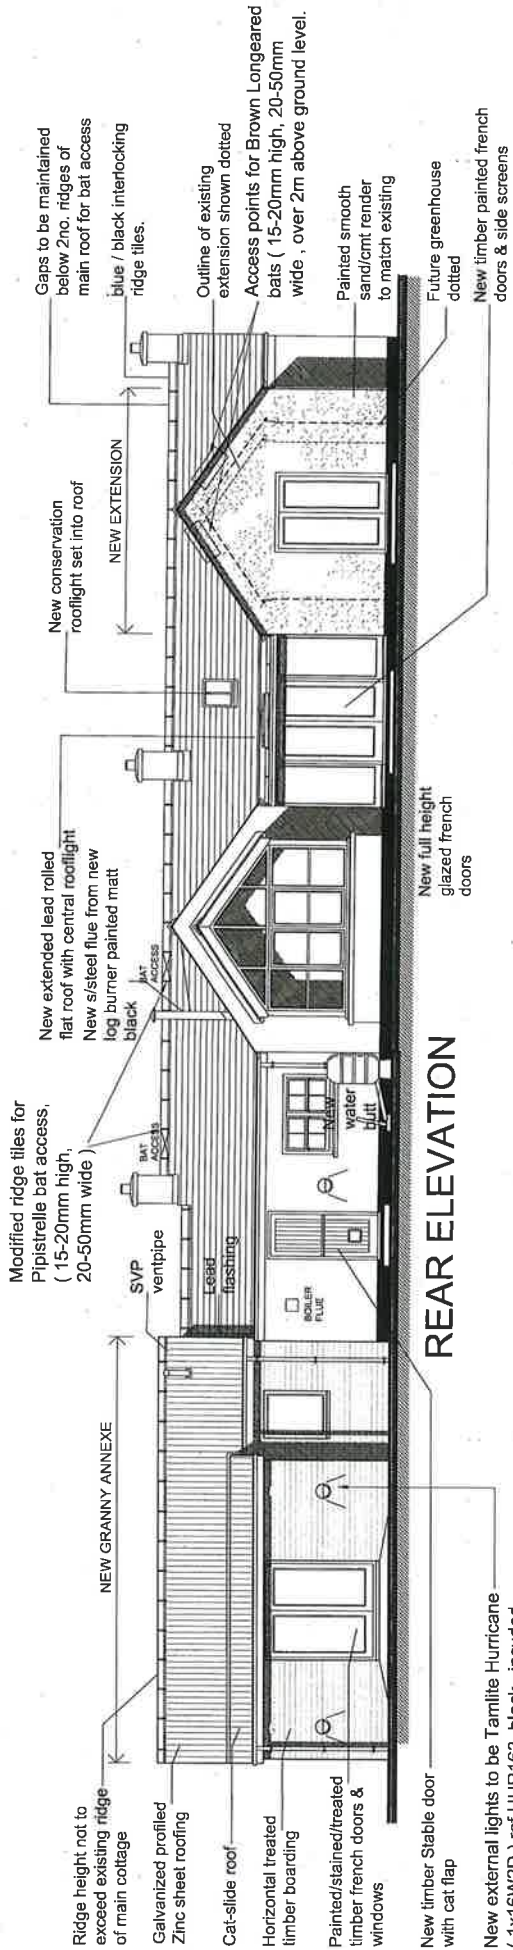 Modified ridge tiles for
Pipistrelle bat access,
( 15-20mm high,
20-50mm wide )
New extended lead rolled
flat roof with central rooflight
New s/steel flue from new
log burner painted matt
black
New conservation
rooflight set into roof
Gaps to be maintained
below 2no. ridges of
main roof for bat access
blue / black interlocking
ridge tiles.
NEW EXTENSION
Outline of existing
extension shown dotted
Access points for Brown Longeared
bats ( 15-20mm high, 20-50mm
wide , over 2m above ground level.
Painted smooth
sand/cmt render
to match existing
Future greenhouse
dotted
New timber painted french
doors & side screens
New full height
glazed french
doors
BAT
ACCESS
BAT
ACCESS
SVP
ventpipe
Lead
flashing
BOILER
FLUE
New
water
butt
NEW GRANNY ANNEXE
Ridge height not to
exceed existing ridge
of main cottage
Galvanized profiled
Zinc sheet roofing
Cat-slide roof
Horizontal treated
timber boarding
Painted/stained/treated
timber french doors &
windows
New timber Stable door
with cat flap
New external lights to be Tamlite Hurricane
REAR ELEVATION